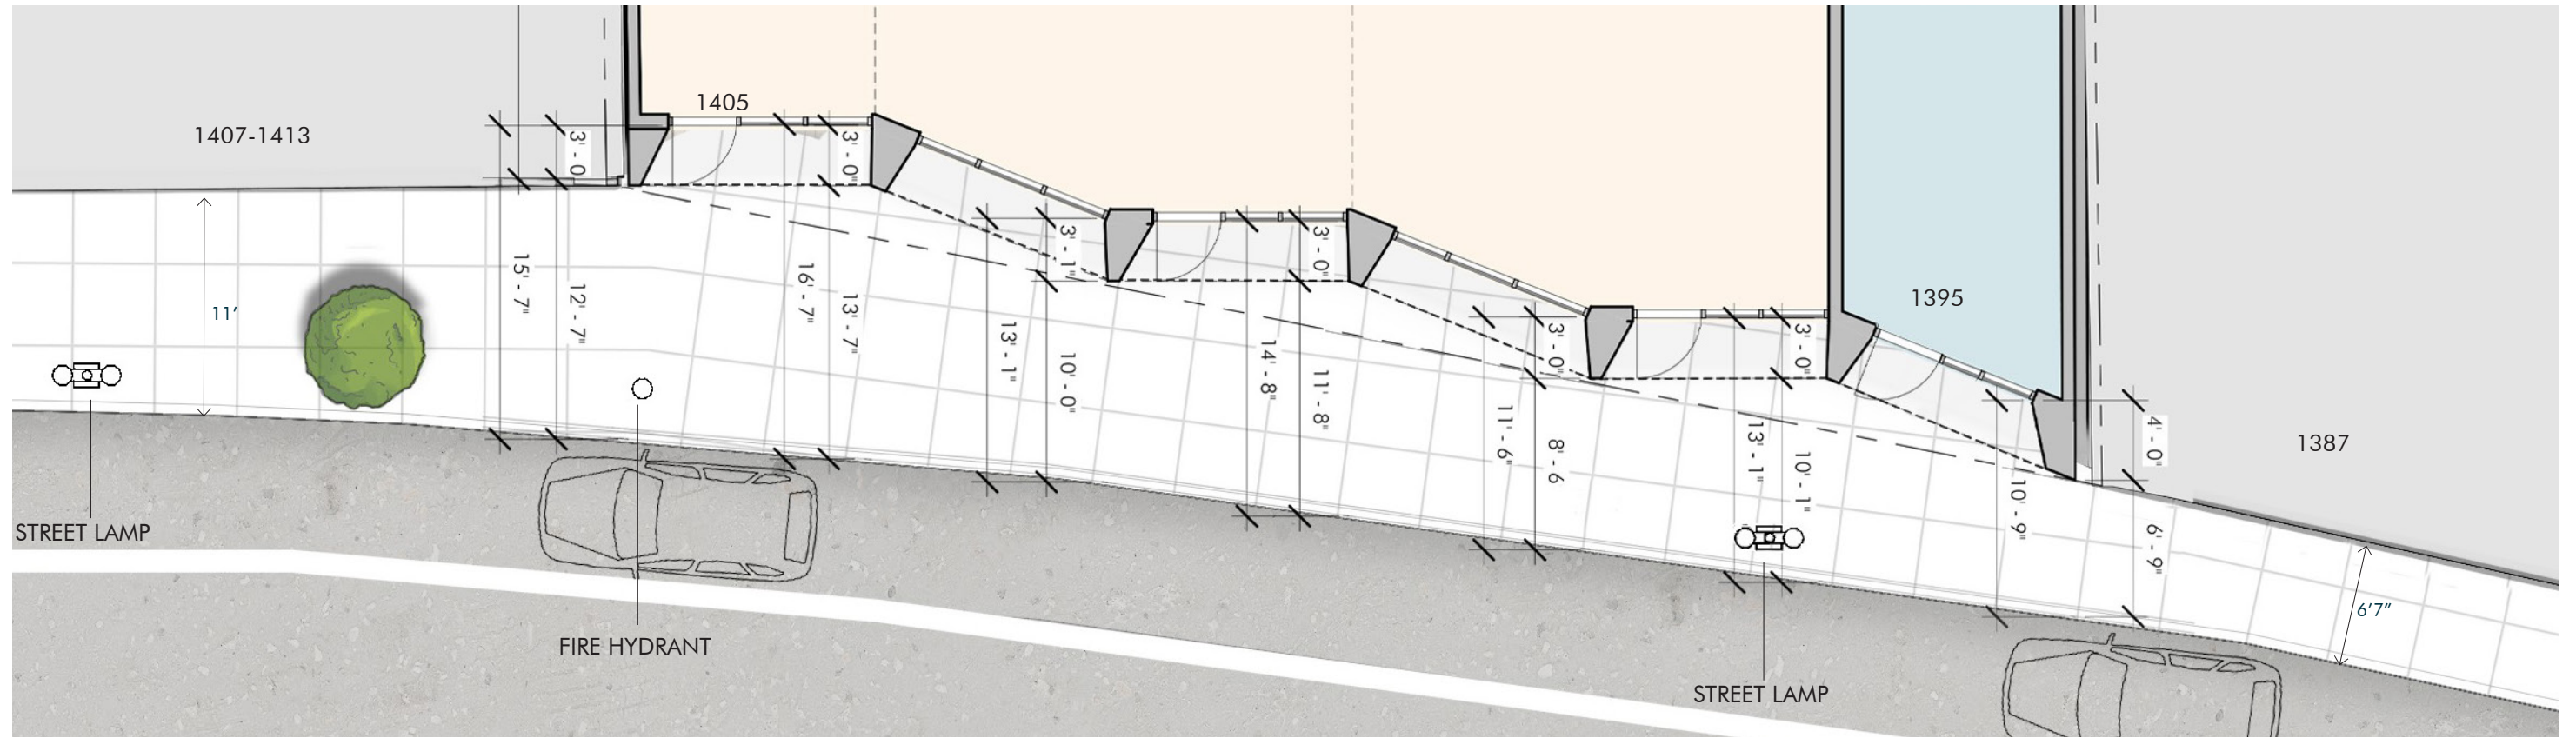 1405
1407-1413
3' - 0"
3' - 0"
1395
11'
15' - 7"
12' - 7"
16' - 7"
13' - 7"
3' - 1"
3' - 0"
13' - 1"
10' - 0"
14' - 8"
11' - 8"
3' - 0"
3' - 0"
11' - 6"
8' - 6
13' - 1"
10' - 1"
10' - 9"
4' - 0"
6' - 9"
1387
6'7"
STREET LAMP
FIRE HYDRANT
STREET LAMP